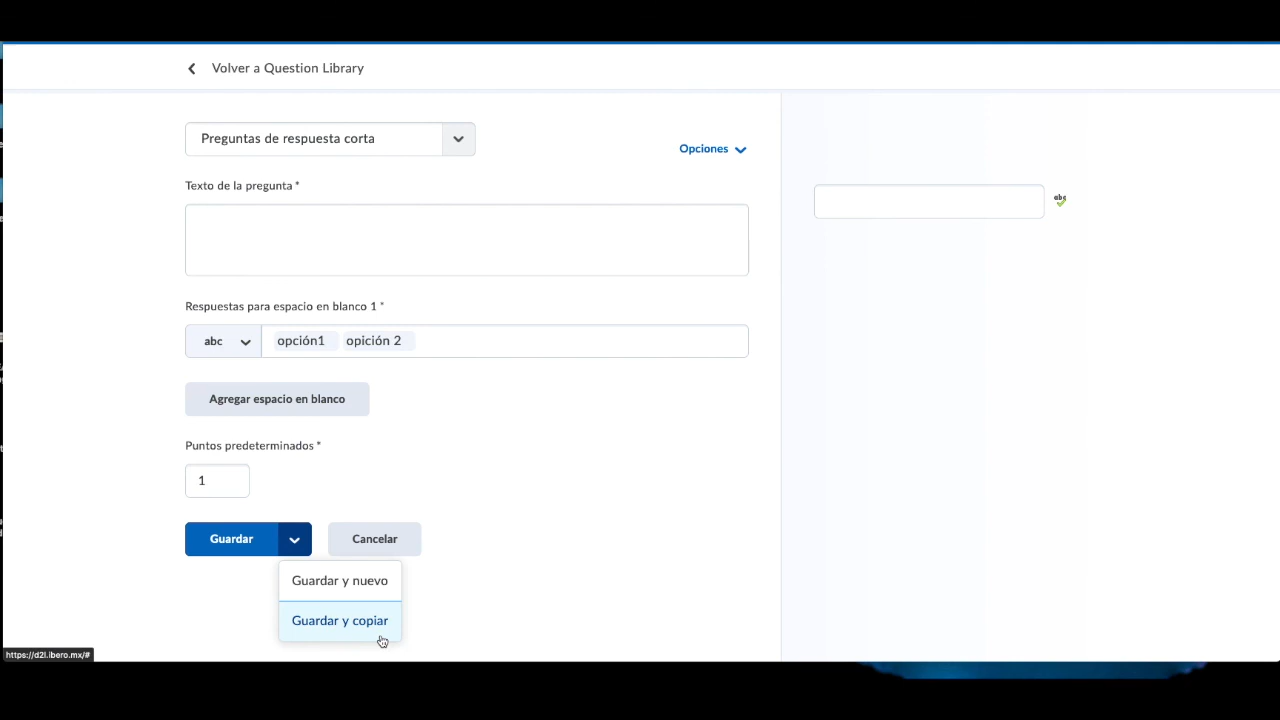 Volver a Question Library
Preguntas de respuesta corta
Opciones
Texto de la pregunta *
abc
Respuestas para espacio en blanco 1 *
abc opción1 opición 2
Agregar espacio en blanco
Puntos predeterminados *
1
Guardar Cancelar
Guardar y nuevo
Guardar y copiar
https://d2l.ibero.mx/#